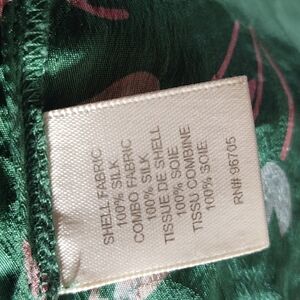 SHELL FABRIC
100% SILK
COMBO FABRIC
100% SILK
TISSUE DE SHELL
100% SOIE
TISSU COMBINE
100% SOIE
RN# 96705